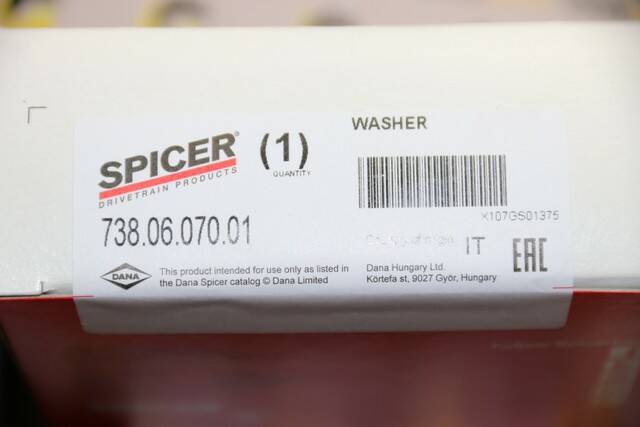 SPICER®
DRIVETRAIN PRODUCTS
(1)
QUANTITY
738.06.070.01
DANA
This product intended for use only as listed in
the Dana Spicer catalog © Dana Limited
WASHER
X107GS01375
IT
EAC
Dana Hungary Ltd.
Körtefa st, 9027 Győr, Hungary